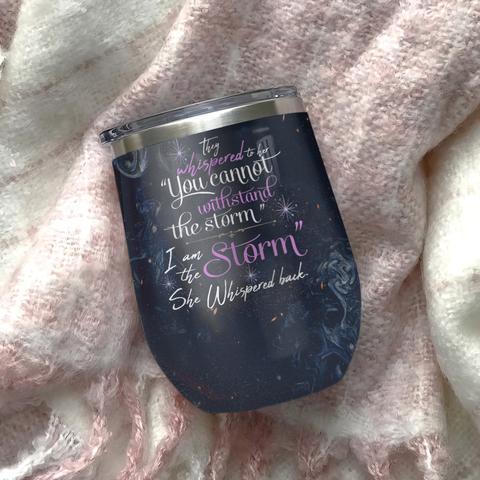 They
whispered to her
"You cannot
withstand
the storm"
I am
the Storm"
She Whispered back.